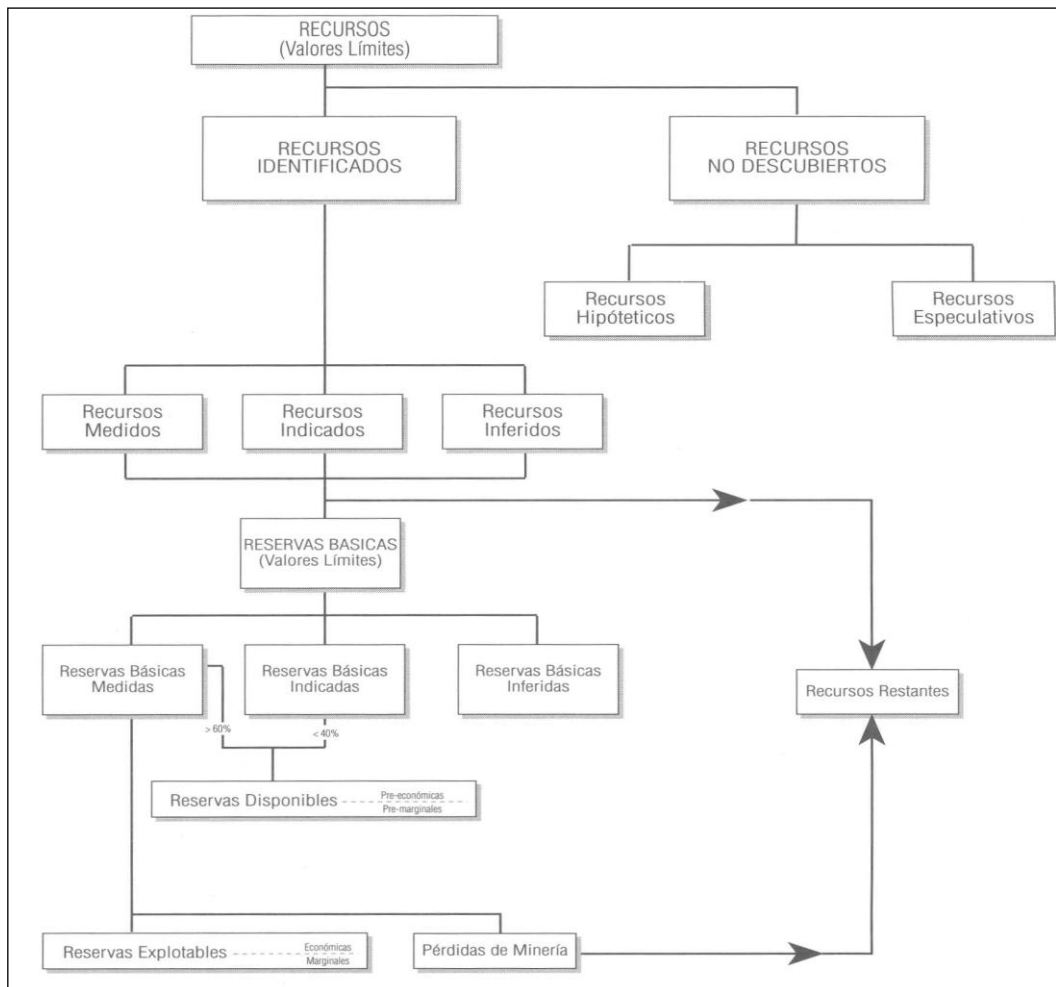 RECURSOS
(Valores Límites)
RECURSOS
IDENTIFICADOS
RECURSOS
NO DESCUBIERTOS
Recursos
Hipóteticos
Recursos
Especulativos
Recursos
Medidos
Recursos
Indicados
Recursos
Inferidos
RESERVAS BASICAS
(Valores Límites)
Reservas Básicas
Medidas
Reservas Básicas
Indicadas
Reservas Básicas
Inferidas
Recursos Restantes
> 60%
< 40%
Reservas Disponibles
Pre-económicas
Pre-marginales
Reservas Explotables
Económicas
Marginales
Pérdidas de Minería